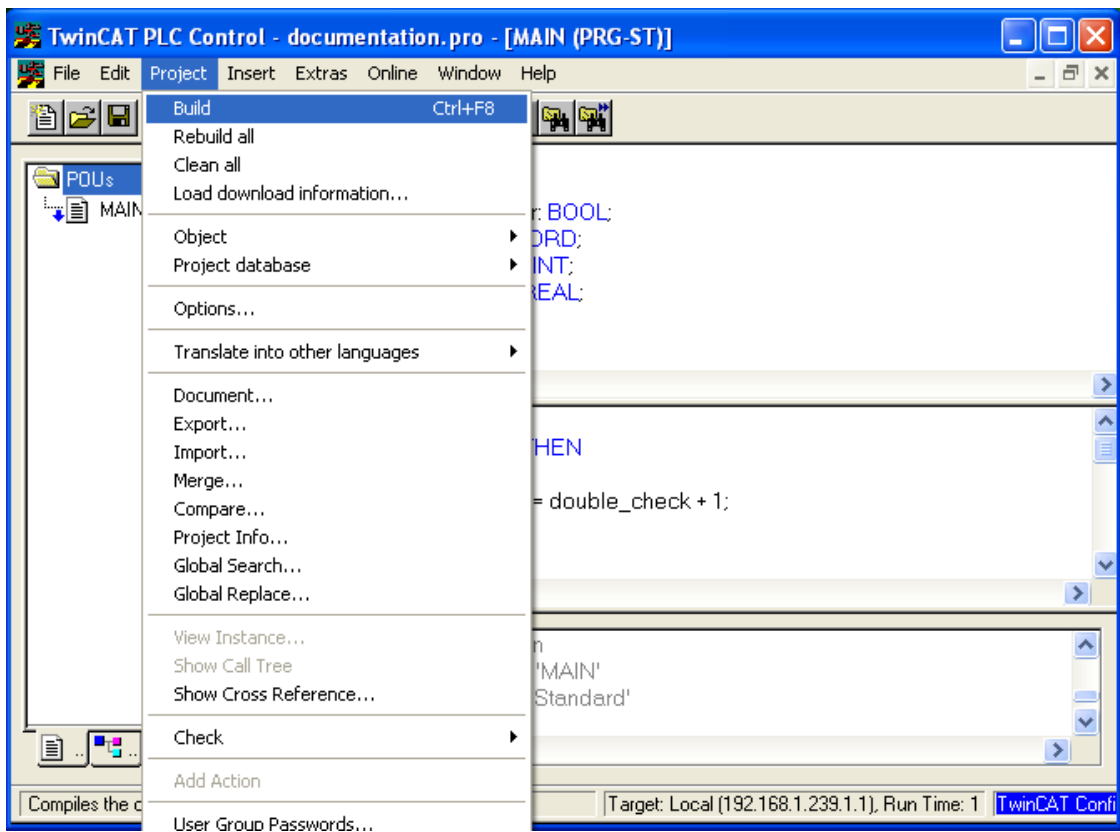 TwinCAT PLC Control - documentation.pro - [MAIN (PRG-ST)]
File Edit Project Insert Extras Online Window Help
Build Ctrl+F8
Rebuild all
Clean all
Load download information...
Object
Project database
Options...
Translate into other languages
Document...
Export...
Import...
Merge...
Compare...
Project Info...
Global Search...
Global Replace...
View Instance...
Show Call Tree
Show Cross Reference...
Check
Add Action
User Group Passwords...
POUs
MAIN
r: BOOL;
ORD;
INT;
REAL;
HEN
= double_check + 1;
n
'MAIN'
Standard'
Compiles the c
Target: Local (192.168.1.239.1.1), Run Time: 1 TwinCAT Confi